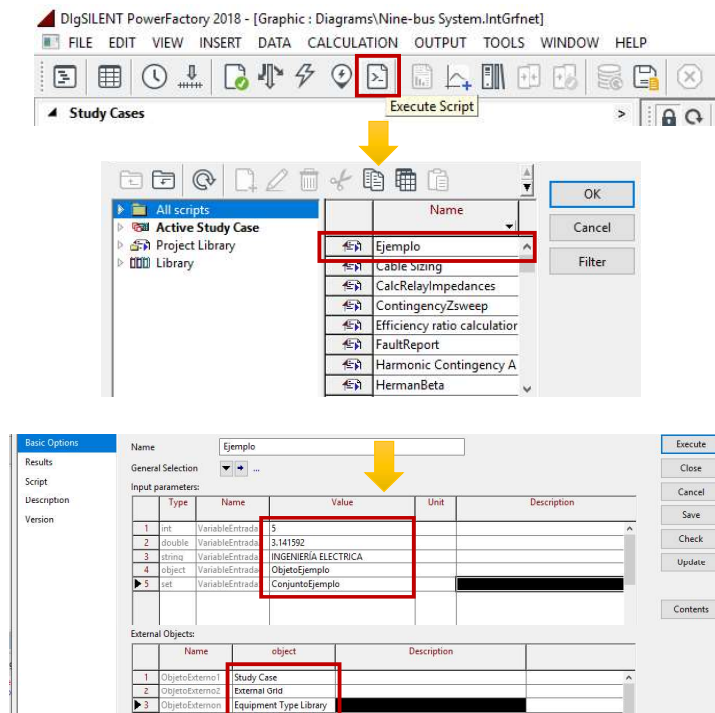 DIgSILENT PowerFactory 2018 - [Graphic : Diagrams\Nine-bus System.IntGrfnet]
FILE EDIT VIEW INSERT DATA CALCULATION OUTPUT TOOLS WINDOW HELP
Execute Script
Study Cases
OK
Cancel
Filter
All scripts
Active Study Case
Project Library
Library
Name
Ejemplo
Cable Sizing
CalcRelayImpedances
ContingencyZsweep
Efficiency ratio calculation
FaultReport
Harmonic Contingency A
HermanBeta
Basic Options
Results
Script
Description
Version
Name Ejemplo
General Selection ...
Input parameters:
Type Name Value Unit Description
1 int VariableEntrada 5
2 double VariableEntrada 3.141592
3 string VariableEntrada INGENIERÍA ELECTRICA
4 object VariableEntrada ObjetoEjemplo
5 set VariableEntrada ConjuntoEjemplo
External Objects:
Name object Description
1 ObjetoExterno1 Study Case
2 ObjetoExterno2 External Grid
3 ObjetoExternon Equipment Type Library
Execute
Close
Cancel
Save
Check
Update
Contents